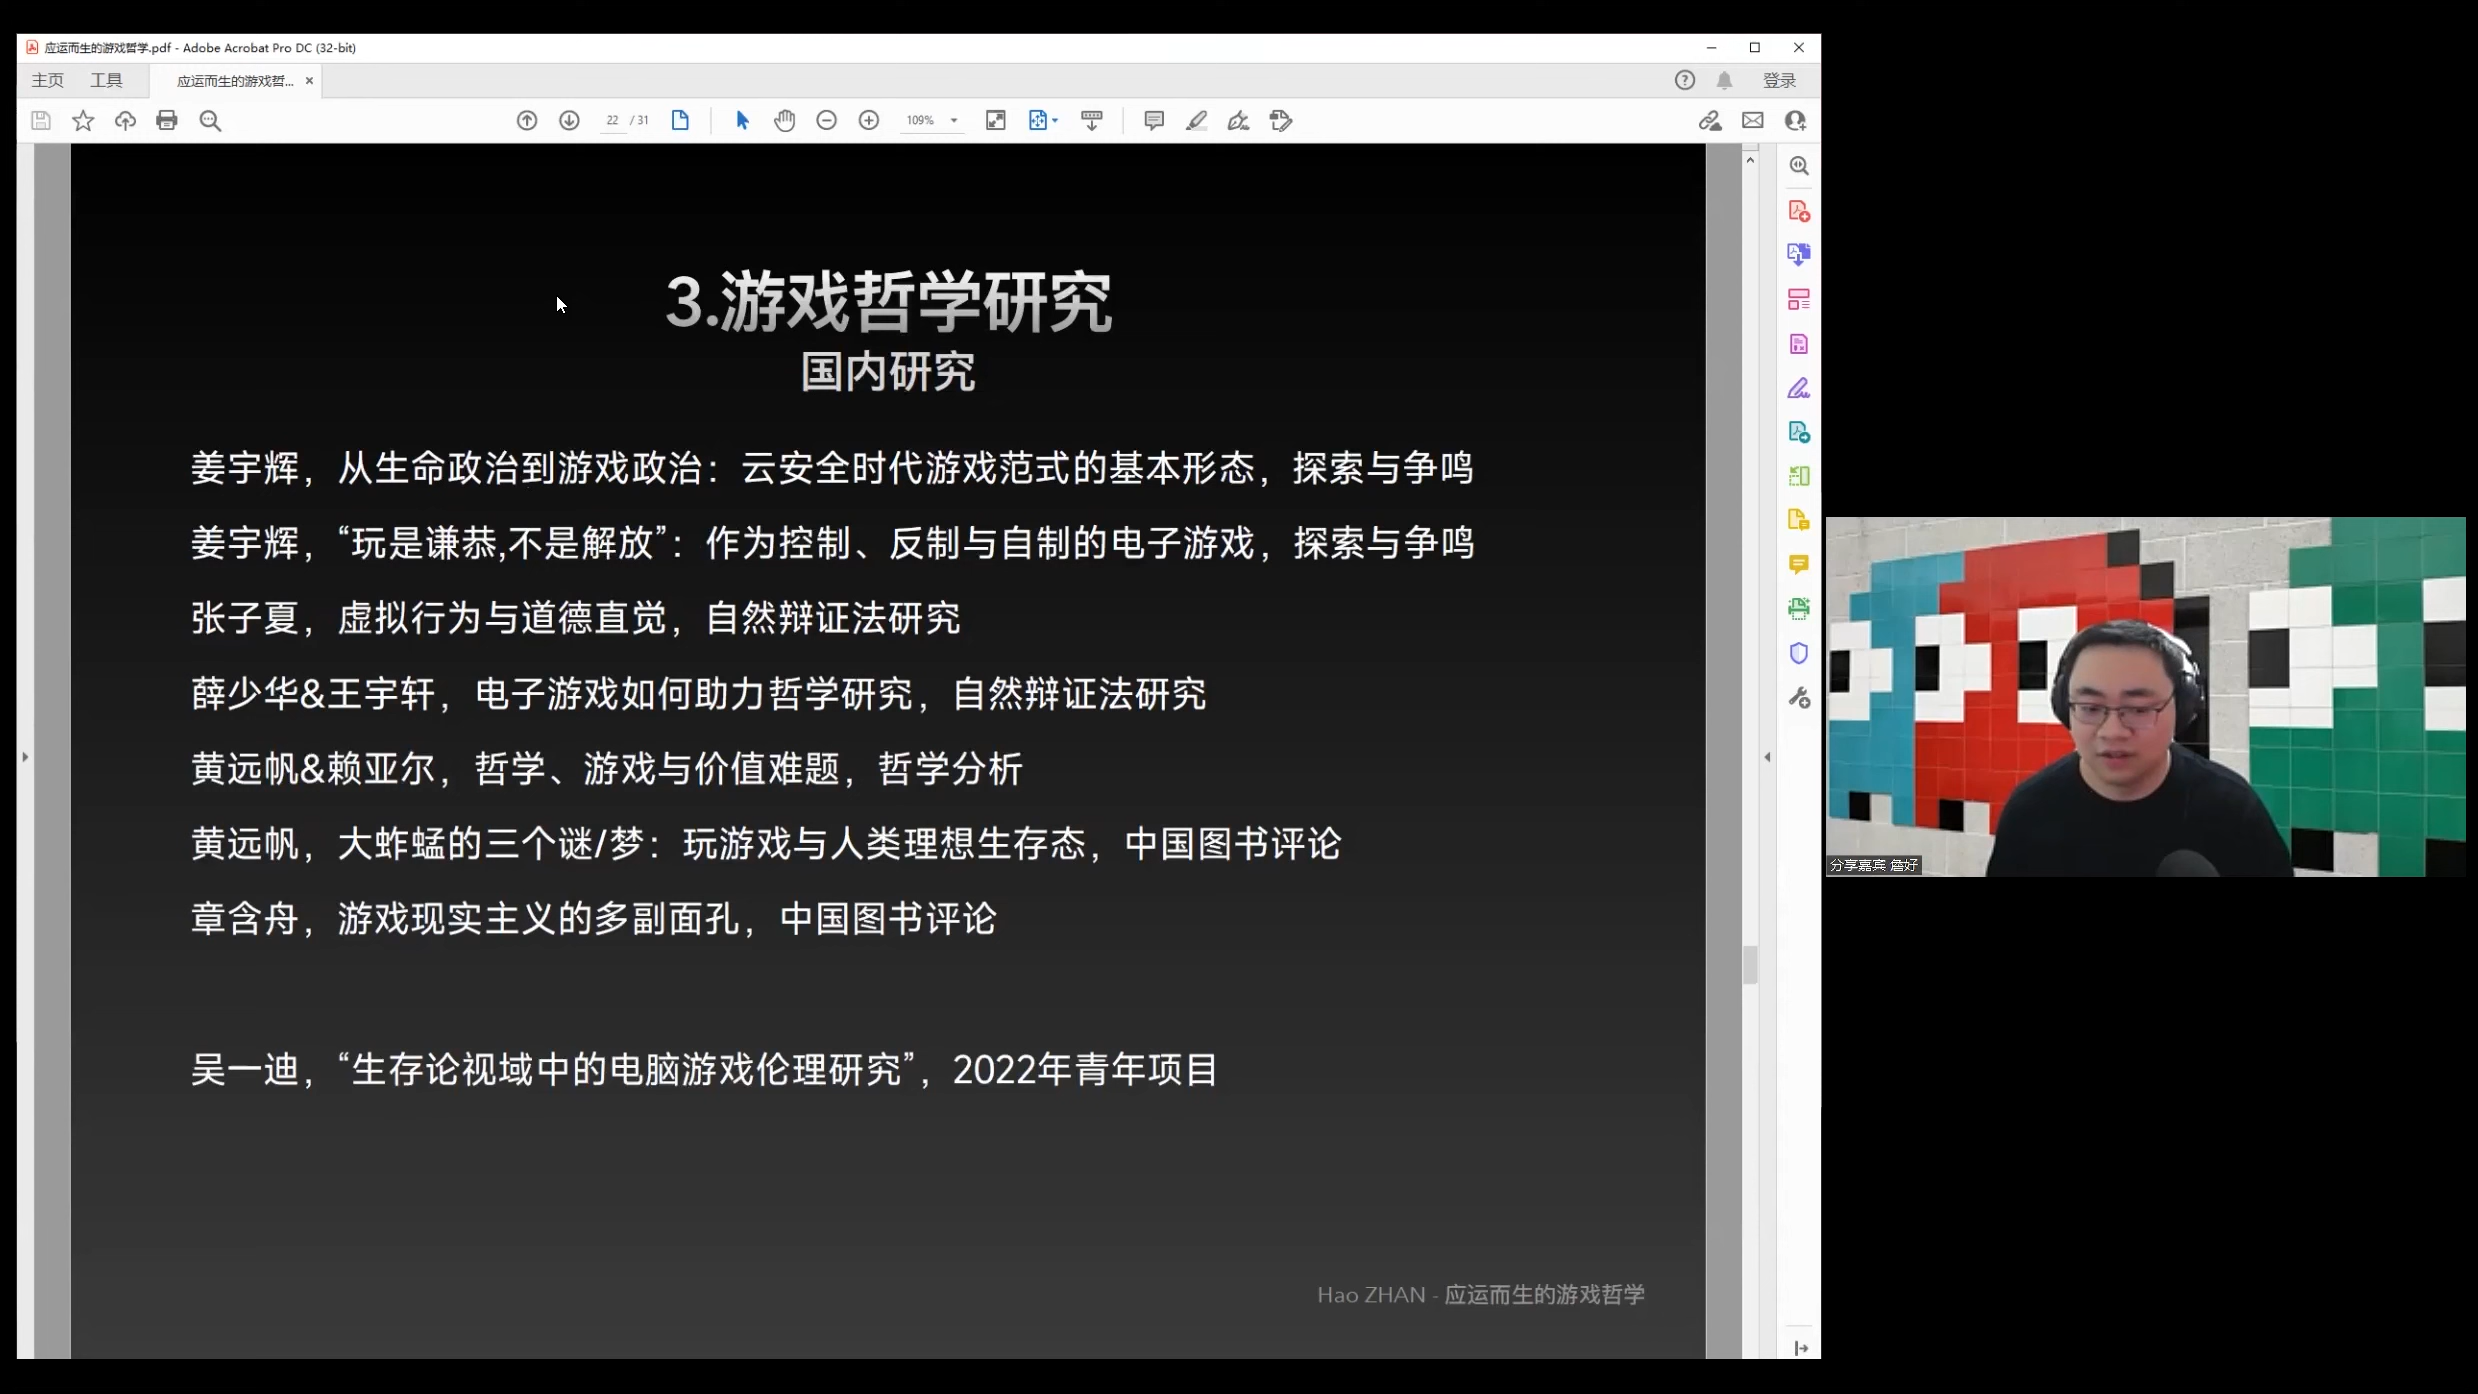 应运而生的游戏哲学.pdf - Adobe Acrobat Pro DC (32-bit)
主页 工具 应运而生的游戏哲... 登录
22 / 31 109%
3.游戏哲学研究
国内研究
姜宇辉，从生命政治到游戏政治：云安全时代游戏范式的基本形态，探索与争鸣
姜宇辉，“玩是谦恭,不是解放”：作为控制、反制与自制的电子游戏，探索与争鸣
张子夏，虚拟行为与道德直觉，自然辩证法研究
薛少华&王宇轩，电子游戏如何助力哲学研究，自然辩证法研究
黄远帆&赖亚尔，哲学、游戏与价值难题，哲学分析
黄远帆，大蚱蜢的三个谜/梦：玩游戏与人类理想生存态，中国图书评论
章含舟，游戏现实主义的多副面孔，中国图书评论
吴一迪，“生存论视域中的电脑游戏伦理研究”，2022年青年项目
Hao ZHAN - 应运而生的游戏哲学
分享嘉宾 詹好